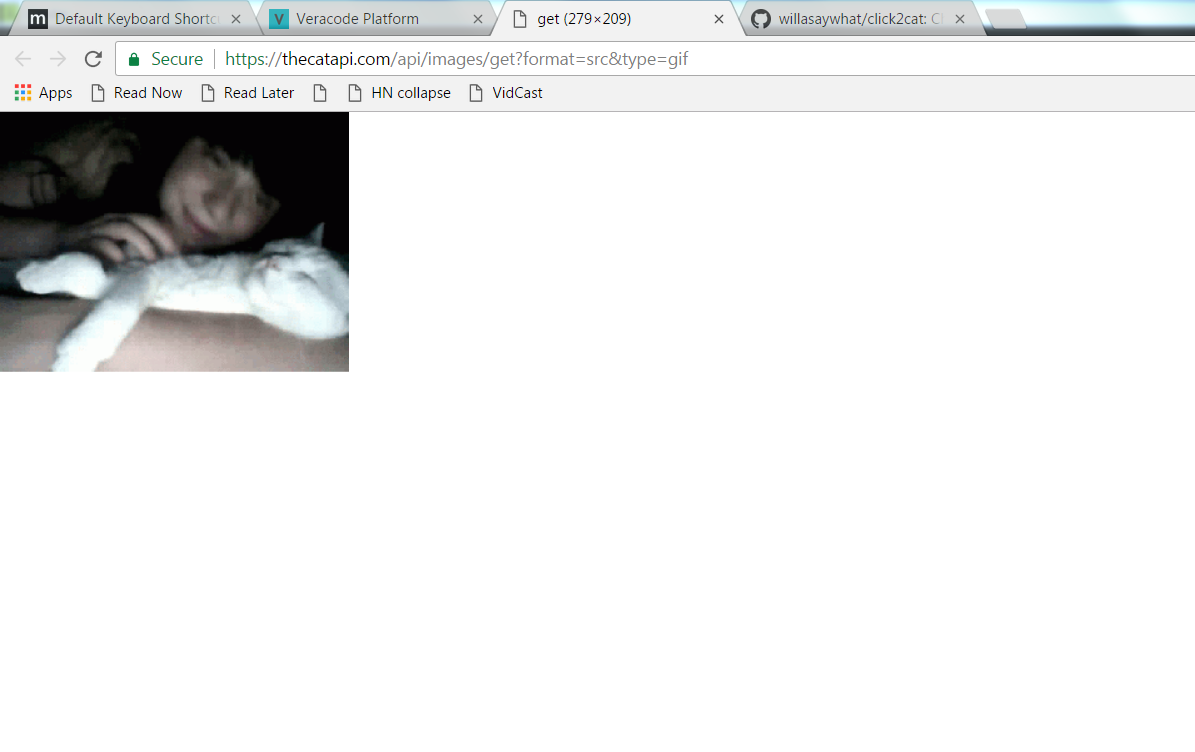 m Default Keyboard Shortc V Veracode Platform get (279×209) willasaywhat/click2cat: Cl
Secure https://thecatapi.com/api/images/get?format=src&type=gif
Apps Read Now Read Later HN collapse VidCast